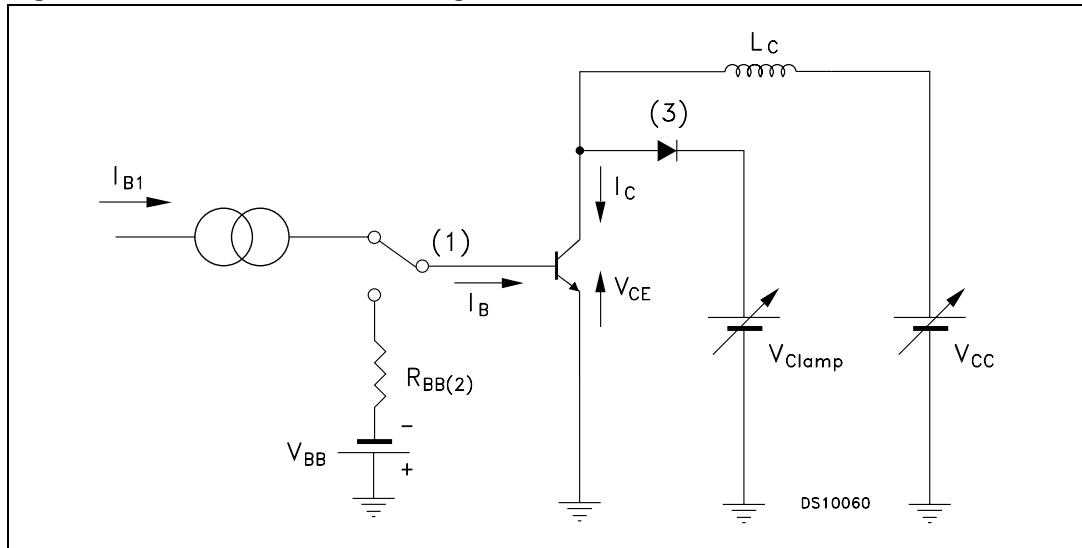 L_C
(3)
I_B1
I_C
(1)
I_B
V_CE
R_BB(2)
V_Clamp
V_CC
−
V_BB
+
DS10060